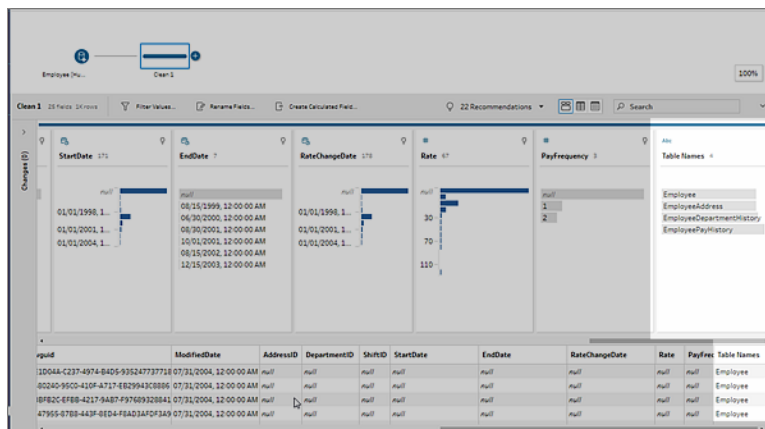 Employee (Hu...
Clean 1
100%
Clean 1 25 fields 1K rows
Filter Values...
Rename Fields...
Create Calculated Field...
22 Recommendations
Search
Changes (0)
StartDate 171
null
01/01/1998, 1...
01/01/2001, 1...
01/01/2004, 1...
EndDate 7
null
08/15/1999, 12:00:00 AM
06/30/2000, 12:00:00 AM
08/30/2001, 12:00:00 AM
10/01/2001, 12:00:00 AM
08/15/2002, 12:00:00 AM
12/15/2003, 12:00:00 AM
RateChangeDate 178
null
01/01/1998, 1...
01/01/2001, 1...
01/01/2004, 1...
Rate 67
null
30
70
110
PayFrequency 3
null
1
2
Abc
Table Names 4
Employee
EmployeeAddress
EmployeeDepartmentHistory
EmployeePayHistory
ModifiedDate AddressID DepartmentID ShiftID StartDate EndDate RateChangeDate Rate PayFrec Table Names
07/31/2004, 12:00:00 AM null null null null null null null null Employee
07/31/2004, 12:00:00 AM null null null null null null null null Employee
07/31/2004, 12:00:00 AM null null null null null null null null Employee
07/31/2004, 12:00:00 AM null null null null null null null null Employee